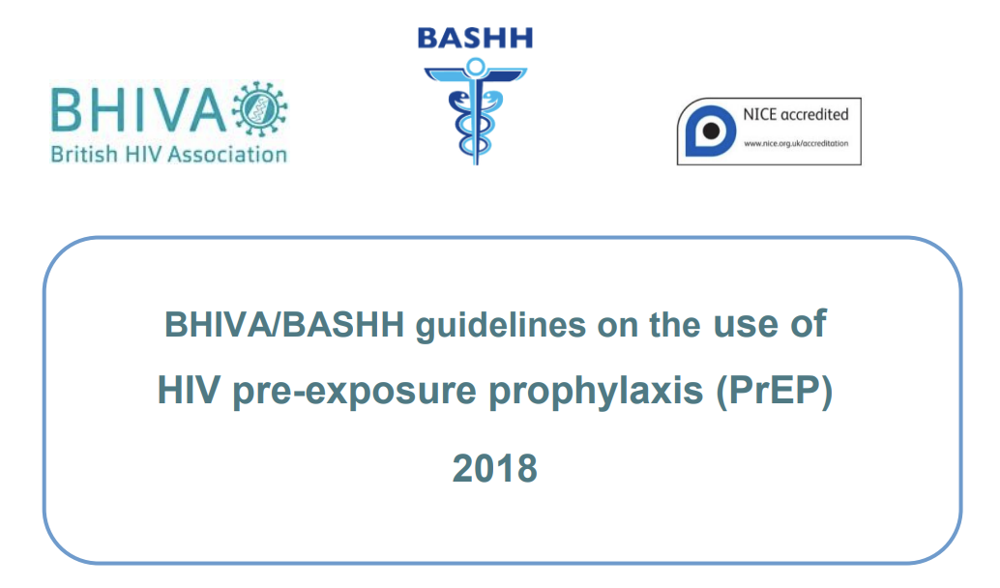 BASHH
BHIVA
British HIV Association
NICE accredited
www.nice.org.uk/accreditation
BHIVA/BASHH guidelines on the use of
HIV pre-exposure prophylaxis (PrEP)
2018